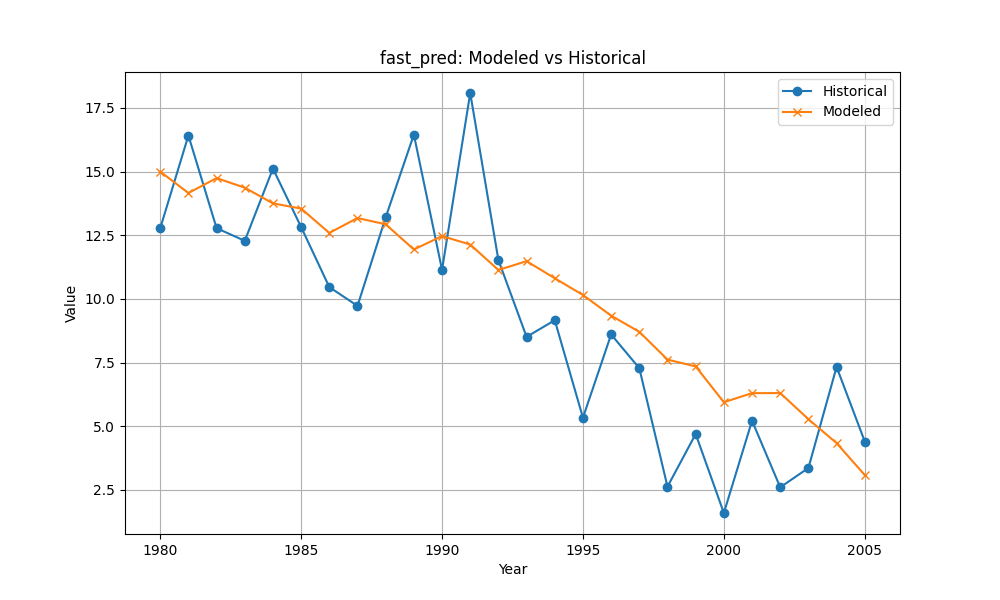 fast_pred: Modeled vs Historical
Historical
Modeled
17.5
15.0
12.5
10.0
7.5
5.0
2.5
Value
1980 1985 1990 1995 2000 2005
Year